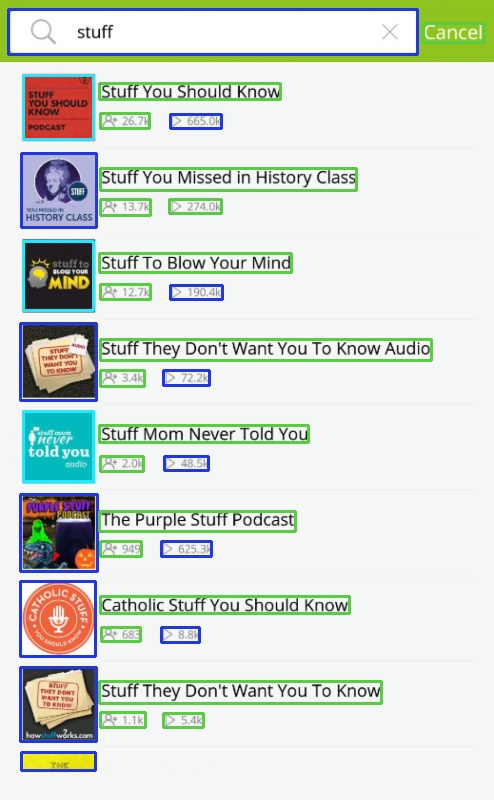 stuff
Cancel
STUFF
YOU SHOULD
KNOW
PODCAST
Stuff You Should Know
26.7k 665.0k
STUFF
YOU MISSED IN
HISTORY CLASS
Stuff You Missed in History Class
13.7k 274.0k
stuff to
BLOW YOUR
MIND
Stuff To Blow Your Mind
12.7k 190.4k
AUDIO
STUFF
THEY DON'T
WANT YOU
TO KNOW
Stuff They Don't Want You To Know Audio
3.4k 72.2k
stuff mom
never
told you
audio
Stuff Mom Never Told You
2.0k 48.5k
PURPLE STUFF
PODCAST
The Purple Stuff Podcast
949 625.3k
CATHOLIC STUFF
YOU SHOULD KNOW
Catholic Stuff You Should Know
683 8.8k
STUFF
THEY DON'T
WANT YOU
TO KNOW
howstuffworks.com
Stuff They Don't Want You To Know
1.1k 5.4k
THE